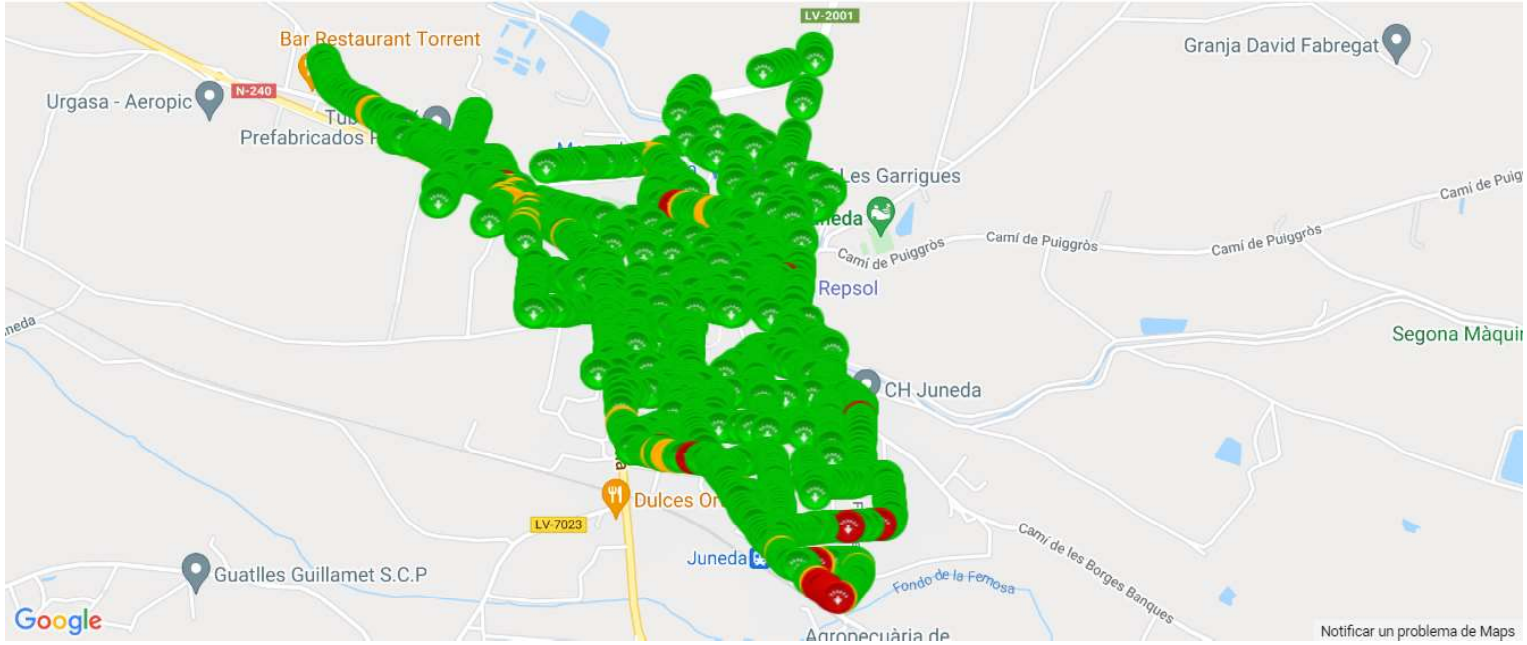 LV-2001
Bar Restaurant Torrent
Granja David Fabregat
N-240
Urgasa - Aeropic
Prefabricados
Les Garrigues
Camí de Puig
Camí de Puiggròs
Camí de Puiggròs
Camí de Puiggròs
Repsol
Segona Màquin
CH Juneda
Dulces Or
LV-7023
Juneda
Camí de les Borges Blanques
Fondo de la Femosa
Guatlles Guillamet S.C.P
Agropecuària de
Google
Notificar un problema de Maps